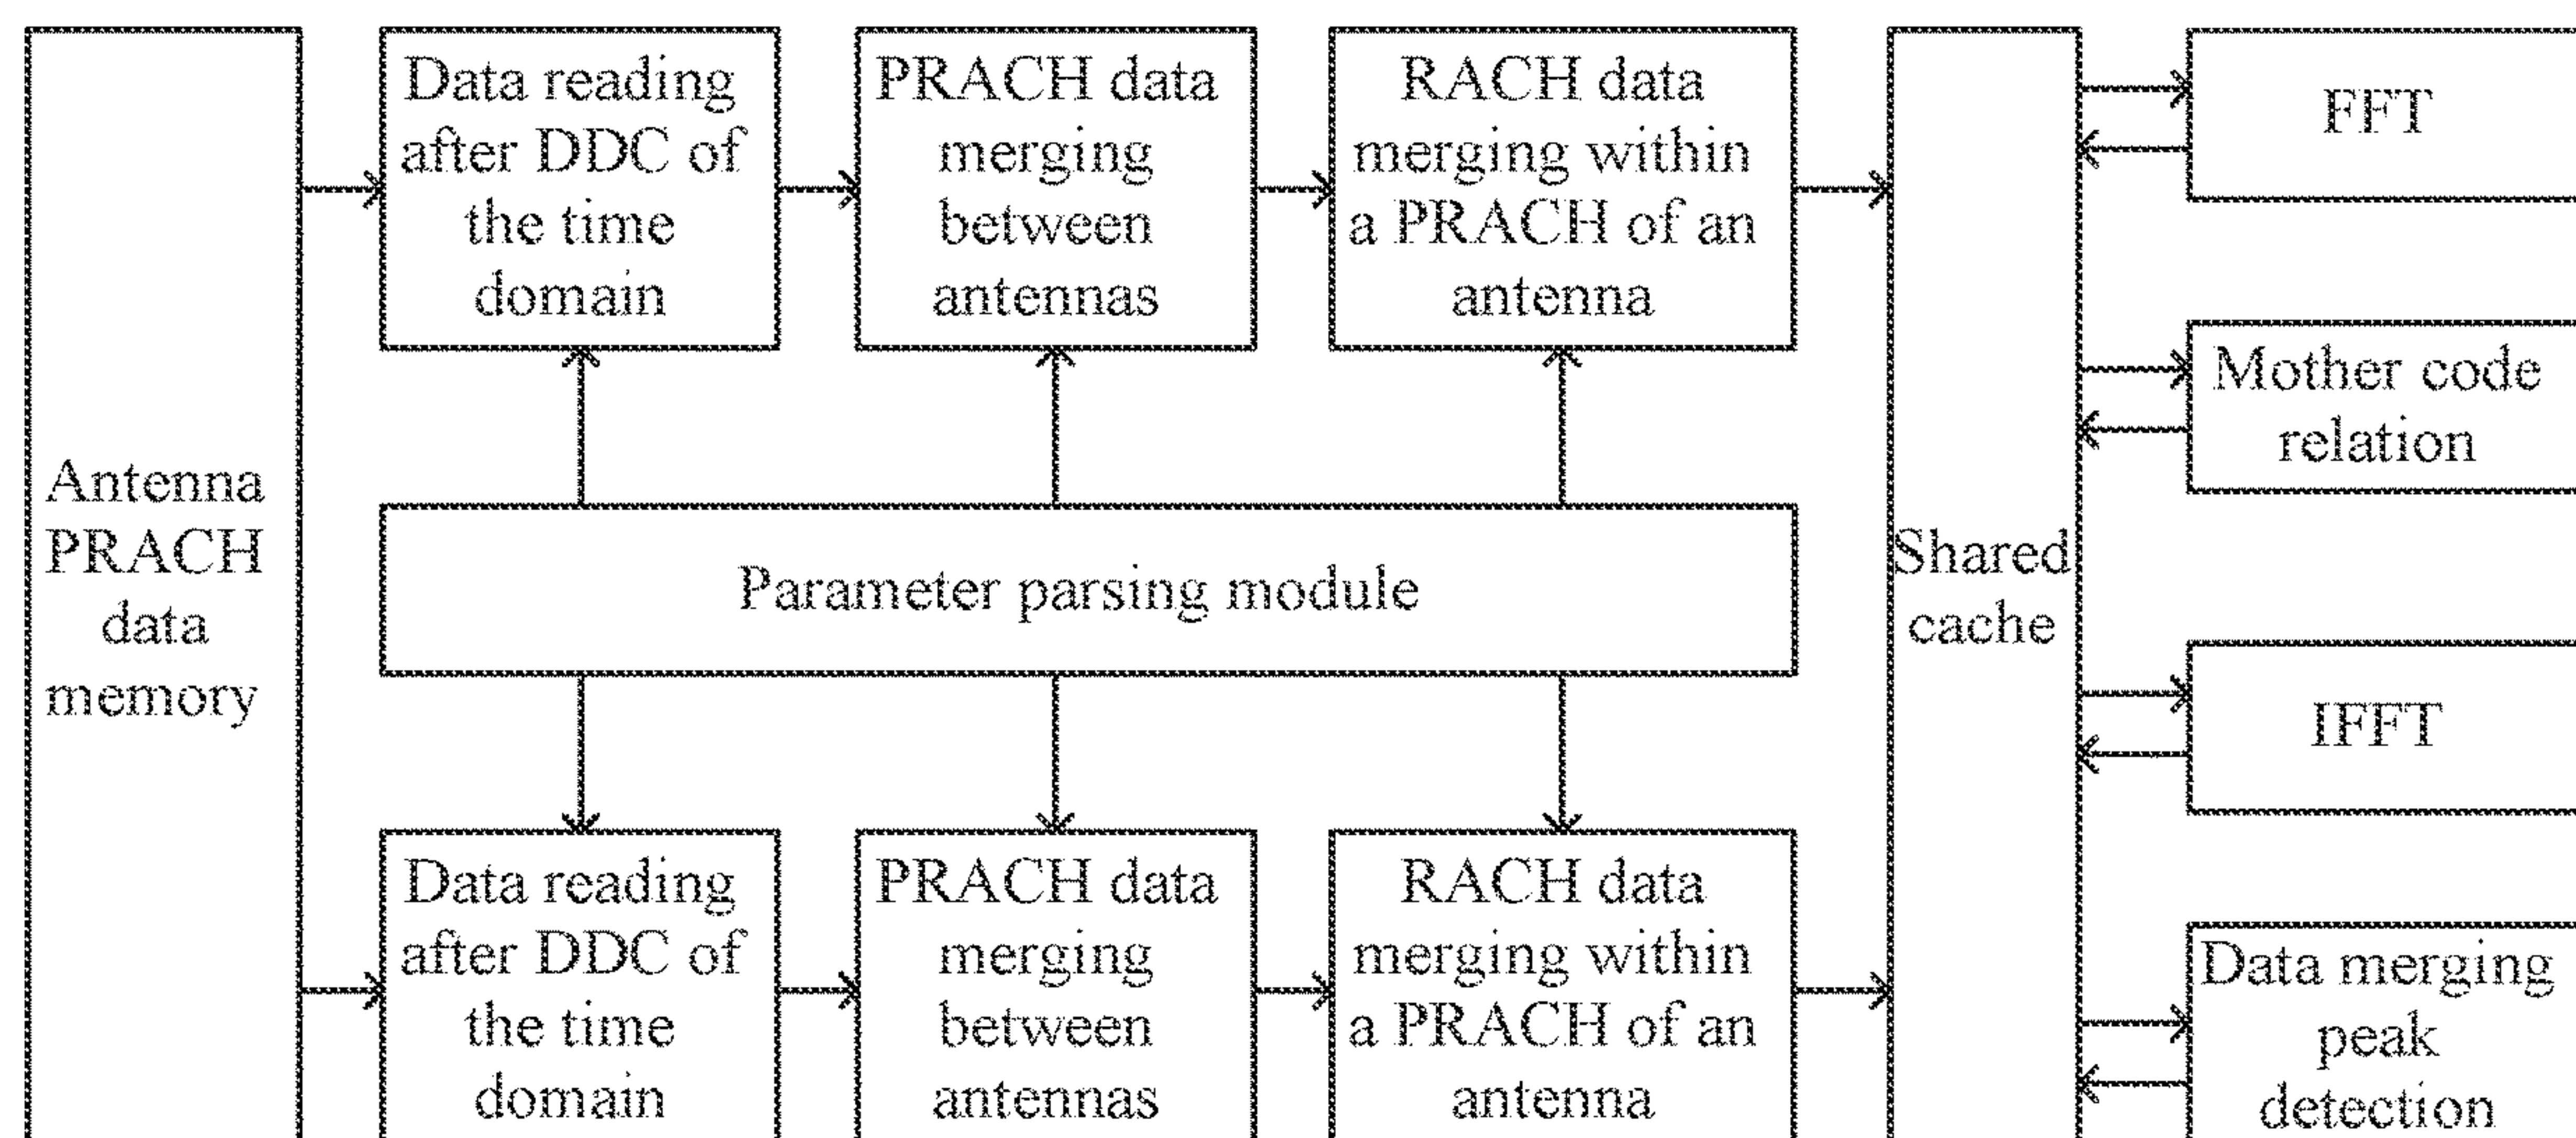 Antenna
PRACH
data
memory
Data reading
after DDC of
the time
domain
PRACH data
merging
between
antennas
RACH data
merging within
a PRACH of an
antenna
Parameter parsing module
Data reading
after DDC of
the time
domain
PRACH data
merging
between
antennas
RACH data
merging within
a PRACH of an
antenna
Shared
cache
FFT
Mother code
relation
IFFT
Data merging
peak
detection